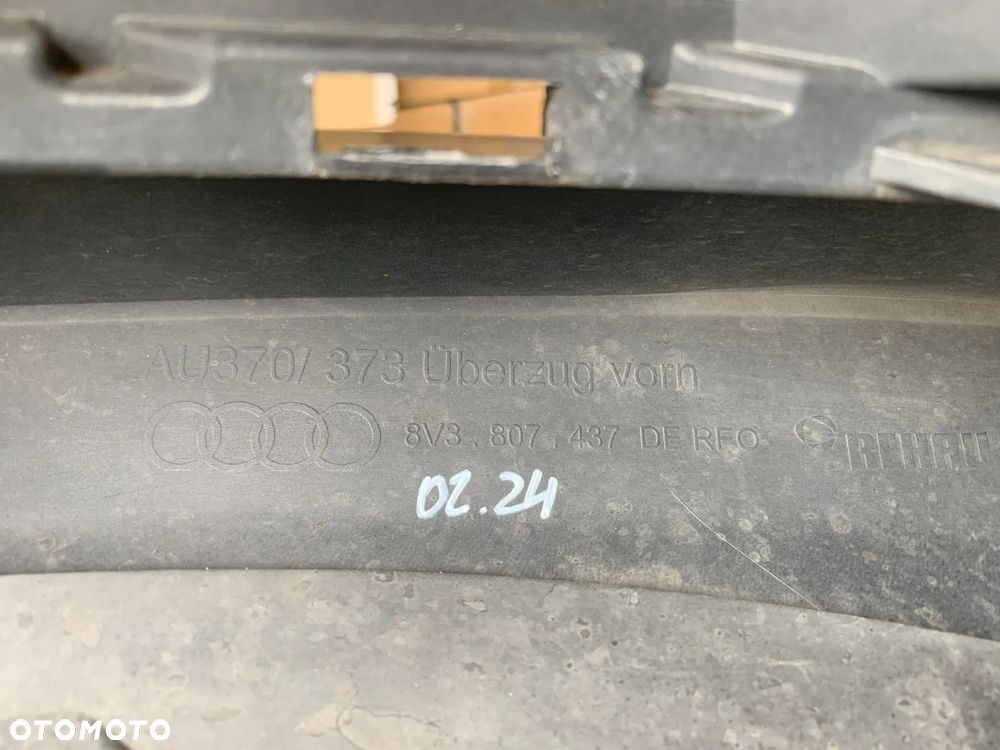 AU370/ 373 Überzug vorn
8V3 . 807 . 437 DE RFO REHAU
02.24
OTOMOTO